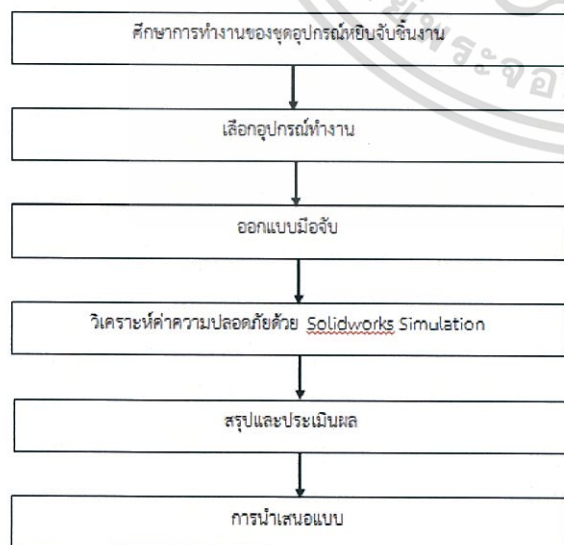 ศึกษาการทำงานของชุดอุปกรณ์หยิบจับชิ้นงาน
เลือกอุปกรณ์ทำงาน
ออกแบบมือจับ
วิเคราะห์ค่าความปลอดภัยด้วย Solidworks Simulation
สรุปและประเมินผล
การนำเสนอแบบ